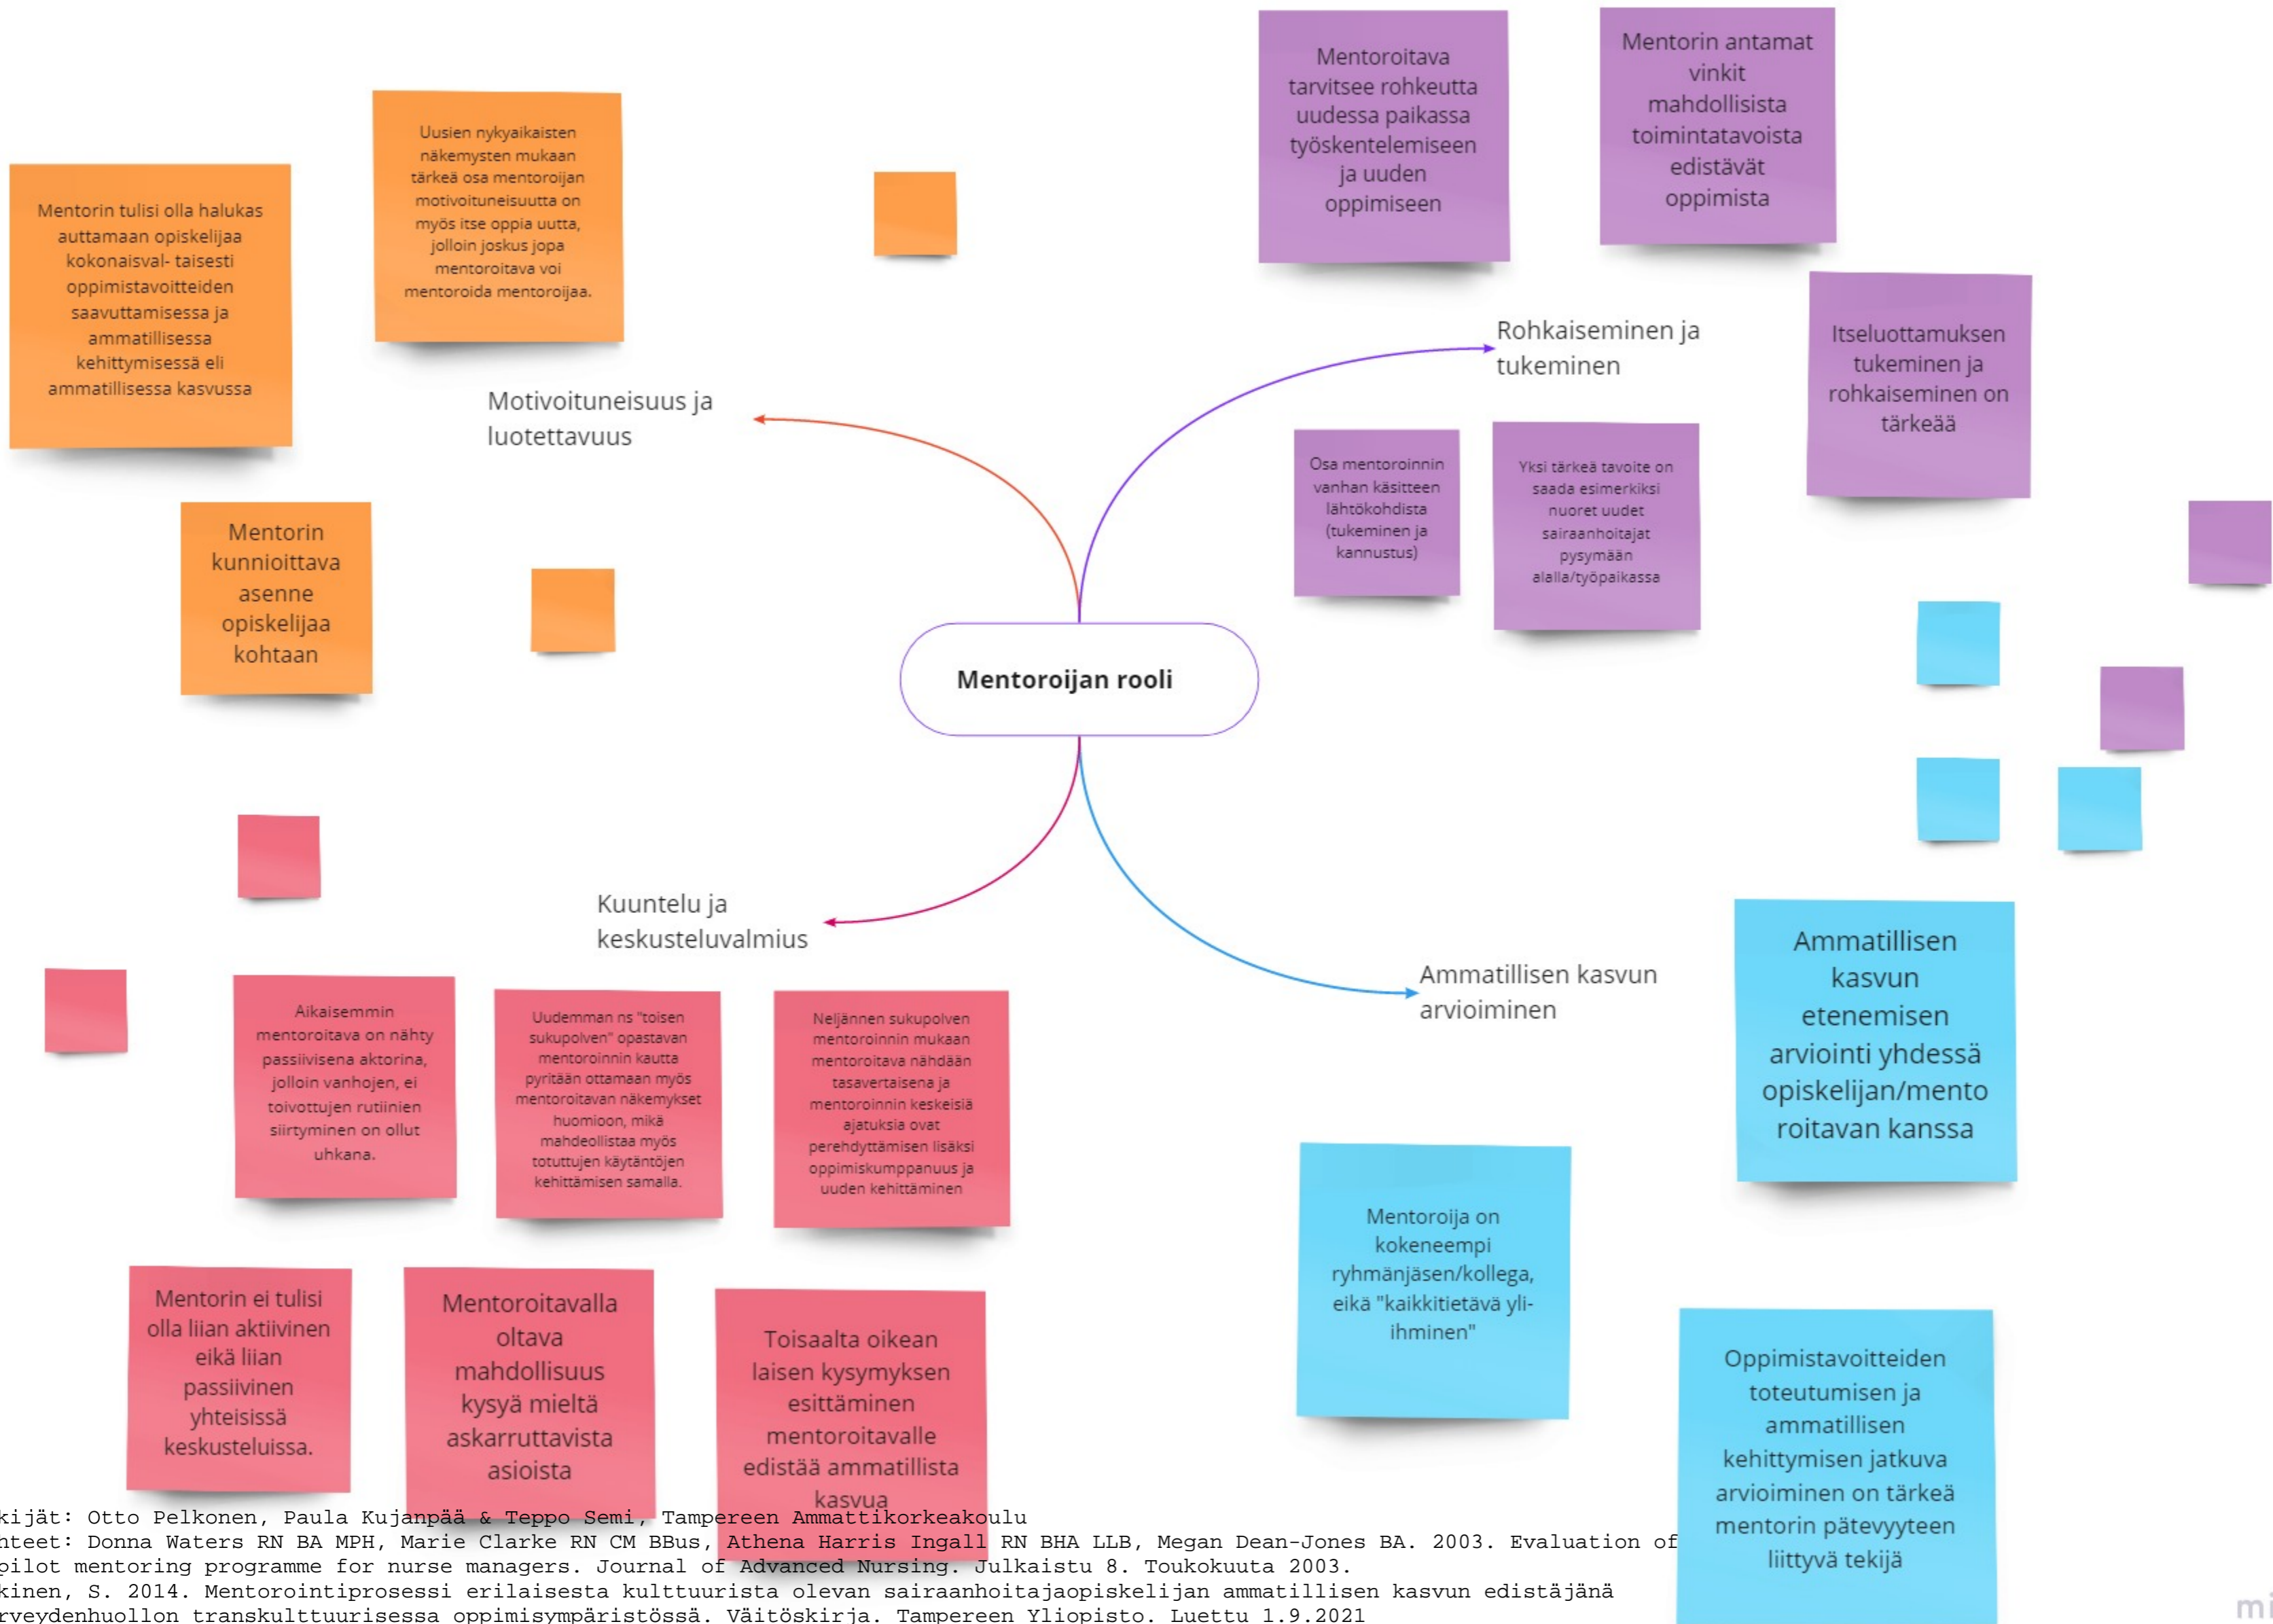 Mentorin tulisi olla halukas
auttamaan opiskelijaa
kokonaisval- taisesti
oppimistavoitteiden
saavuttamisessa ja
ammatillisessa
kehittymisessä eli
ammatillisessa kasvussa
Uusien nykyaikaisten
näkemysten mukaan
tärkeä osa mentoroijan
motivoituneisuutta on
myös itse oppia uutta,
jolloin joskus jopa
mentoroitava voi
mentoroida mentoroijaa.
Motivoituneisuus ja
luotettavuus
Mentorin
kunnioittava
asenne
opiskelijaa
kohtaan
Mentoroitava
tarvitsee rohkeutta
uudessa paikassa
työskentelemiseen
ja uuden
oppimiseen
Mentorin antamat
vinkit
mahdollisista
toimintatavoista
edistävät
oppimista
Rohkaiseminen ja
tukeminen
Itseluottamuksen
tukeminen ja
rohkaiseminen on
tärkeää
Osa mentoroinnin
vanhan käsitteen
lähtökohdista
(tukeminen ja
kannustus)
Yksi tärkeä tavoite on
saada esimerkiksi
nuoret uudet
sairaanhoitajat
pysymään
alalla/työpaikassa
Mentoroijan rooli
Kuuntelu ja
keskusteluvalmius
Aikaisemmin
mentoroitava on nähty
passiivisena aktorina,
jolloin vanhojen, ei
toivottujen rutiinien
siirtyminen on ollut
uhkana.
Uudemman ns "toisen
sukupolven" opastavan
mentoroinnin kautta
pyritään ottamaan myös
mentoroitavan näkemykset
huomioon, mikä
mahdeollistaa myös
totuttujen käytäntöjen
kehittämisen samalla.
Neljännen sukupolven
mentoroinnin mukaan
mentoroitava nähdään
tasavertaisena ja
mentoroinnin keskeisiä
ajatuksia ovat
perehdyttämisen lisäksi
oppimiskumppanuus ja
uuden kehittäminen
Mentorin ei tulisi
olla liian aktiivinen
eikä liian
passiivinen
yhteisissä
keskusteluissa.
Mentoroitavalla
oltava
mahdollisuus
kysyä mieltä
askarruttavista
asioista
Toisaalta oikean
laisen kysymyksen
esittäminen
mentoroitavalle
edistää ammatillista
kasvua
Ammatillisen kasvun
arvioiminen
Ammatillisen
kasvun
etenemisen
arviointi yhdessä
opiskelijan/mento
roitavan kanssa
Mentoroija on
kokeneempi
ryhmänjäsen/kollega,
eikä "kaikkitietävä yli-
ihminen"
Oppimistavoitteiden
toteutumisen ja
ammatillisen
kehittymisen jatkuva
arvioiminen on tärkeä
mentorin pätevyyteen
liittyvä tekijä
kijät: Otto Pelkonen, Paula Kujanpää & Teppo Semi, Tampereen Ammattikorkeakoulu
hteet: Donna Waters RN BA MPH, Marie Clarke RN CM BBus, Athena Harris Ingall RN BHA LLB, Megan Dean-Jones BA. 2003. Evaluation of
pilot mentoring programme for nurse managers. Journal of Advanced Nursing. Julkaistu 8. Toukokuuta 2003.
kinen, S. 2014. Mentorointiprosessi erilaisesta kulttuurista olevan sairaanhoitajaopiskelijan ammatillisen kasvun edistäjänä
rveydenhuollon transkulttuurisessa oppimisympäristössä. Väitöskirja. Tampereen Yliopisto. Luettu 1.9.2021